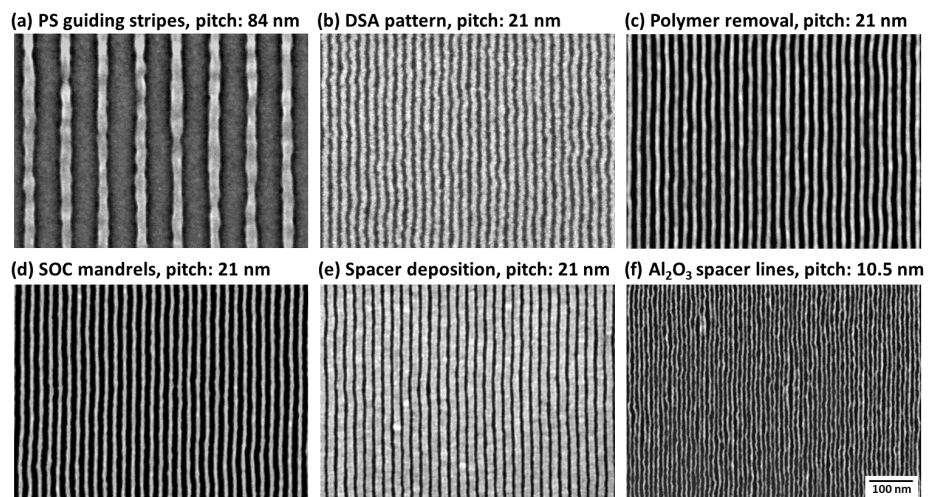 (a) PS guiding stripes, pitch: 84 nm
(b) DSA pattern, pitch: 21 nm
(c) Polymer removal, pitch: 21 nm
(d) SOC mandrels, pitch: 21 nm
(e) Spacer deposition, pitch: 21 nm
(f) Al₂O₃ spacer lines, pitch: 10.5 nm
100 nm